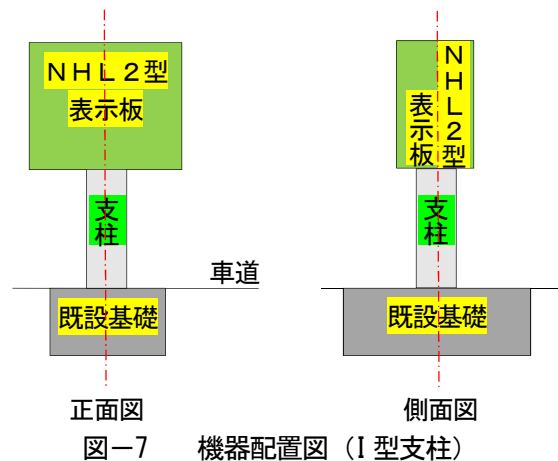 ＮＨＬ２型
表示板
支柱
車道
既設基礎
正面図
ＮＨＬ２型
表示板
支柱
既設基礎
側面図
図－7　機器配置図（Ⅰ型支柱）